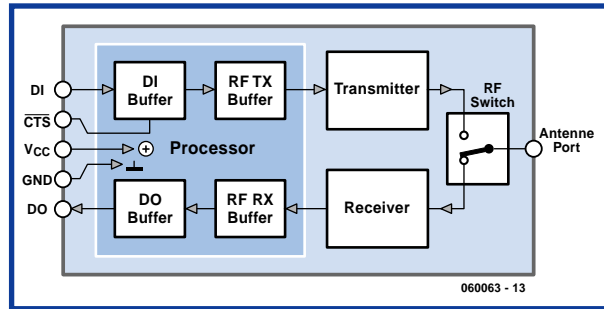 DI
CTS
VCC
GND
DO
DI
Buffer
RF TX
Buffer
Processor
DO
Buffer
RF RX
Buffer
Transmitter
Receiver
RF
Switch
Antenne
Port
060063 - 13